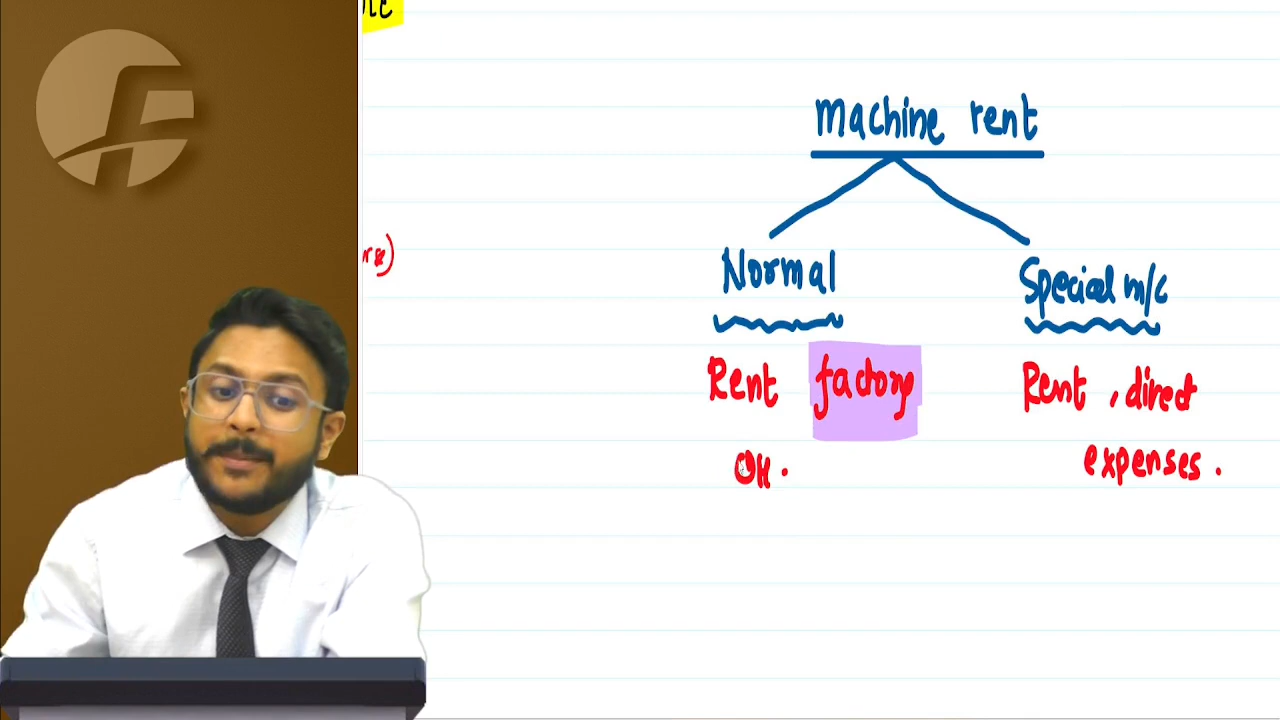 Machine rent
Normal
Special m/c
Rent factory
OH.
Rent, direct
expenses.